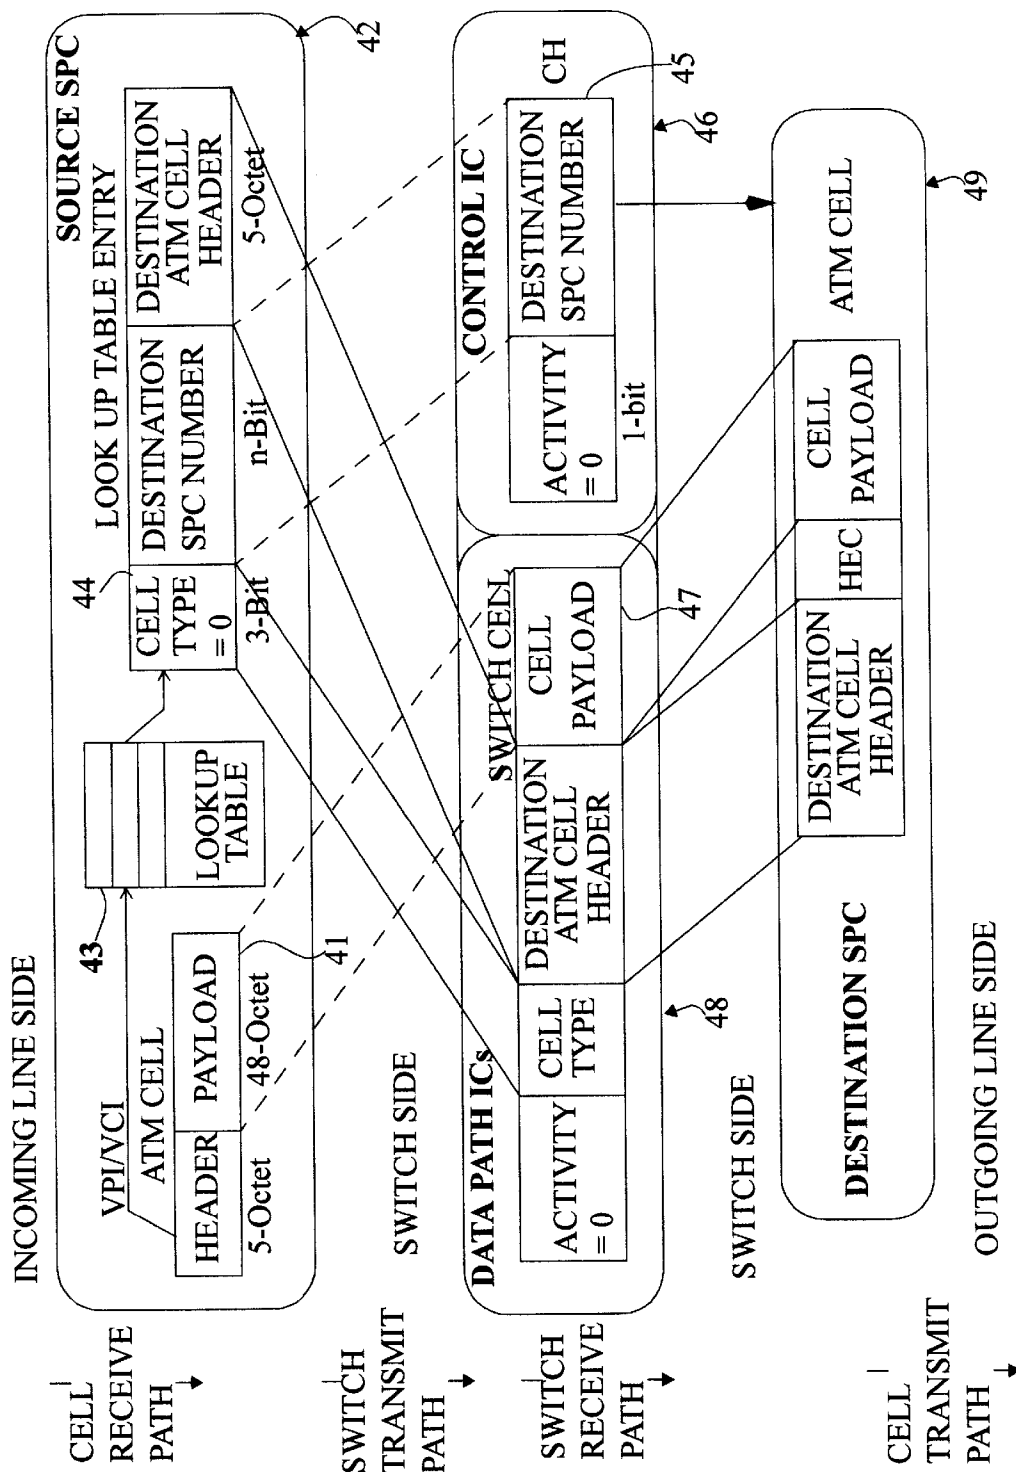 INCOMING LINE SIDE
CELL
RECEIVE
PATH
SOURCE SPC
42
VPI/VCI
ATM CELL
HEADER
PAYLOAD
5-Octet
48-Octet
41
43
LOOKUP
TABLE
LOOK UP TABLE ENTRY
44
CELL
TYPE
= 0
3-Bit
DESTINATION
SPC NUMBER
n-Bit
DESTINATION
ATM CELL
HEADER
5-Octet
SWITCH
TRANSMIT
PATH
SWITCH SIDE
SWITCH
RECEIVE
PATH
DATA PATH ICs
SWITCH CELL
ACTIVITY
= 0
CELL
TYPE
DESTINATION
ATM CELL
HEADER
CELL
PAYLOAD
47
48
CONTROL IC
CH
ACTIVITY
= 0
1-bit
DESTINATION
SPC NUMBER
45
46
SWITCH SIDE
CELL
TRANSMIT
PATH
DESTINATION SPC
DESTINATION
ATM CELL
HEADER
HEC
CELL
PAYLOAD
ATM CELL
49
OUTGOING LINE SIDE